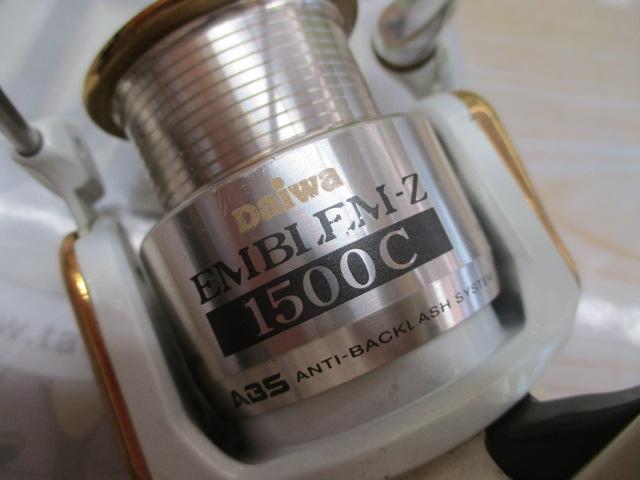 Daiwa
EMBLEM-Z
1500C
ABS ANTI-BACKLASH SYSTEM